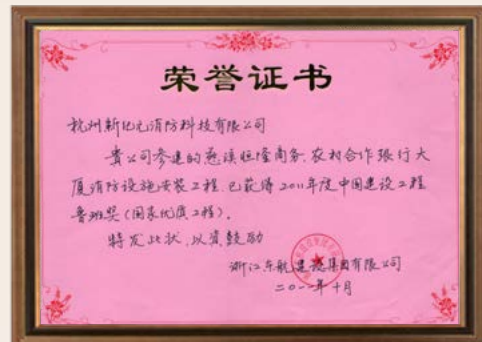 荣誉证书
杭州新纪元消防科技有限公司
贵公司参建的慈溪恒隆商务、农村合作银行大
厦消防设施安装工程,已获得2011年度中国建设工程
鲁班奖(国家优质工程)。
特发此状,以资鼓励
浙江东航建设集团有限公司
二〇一一年十月